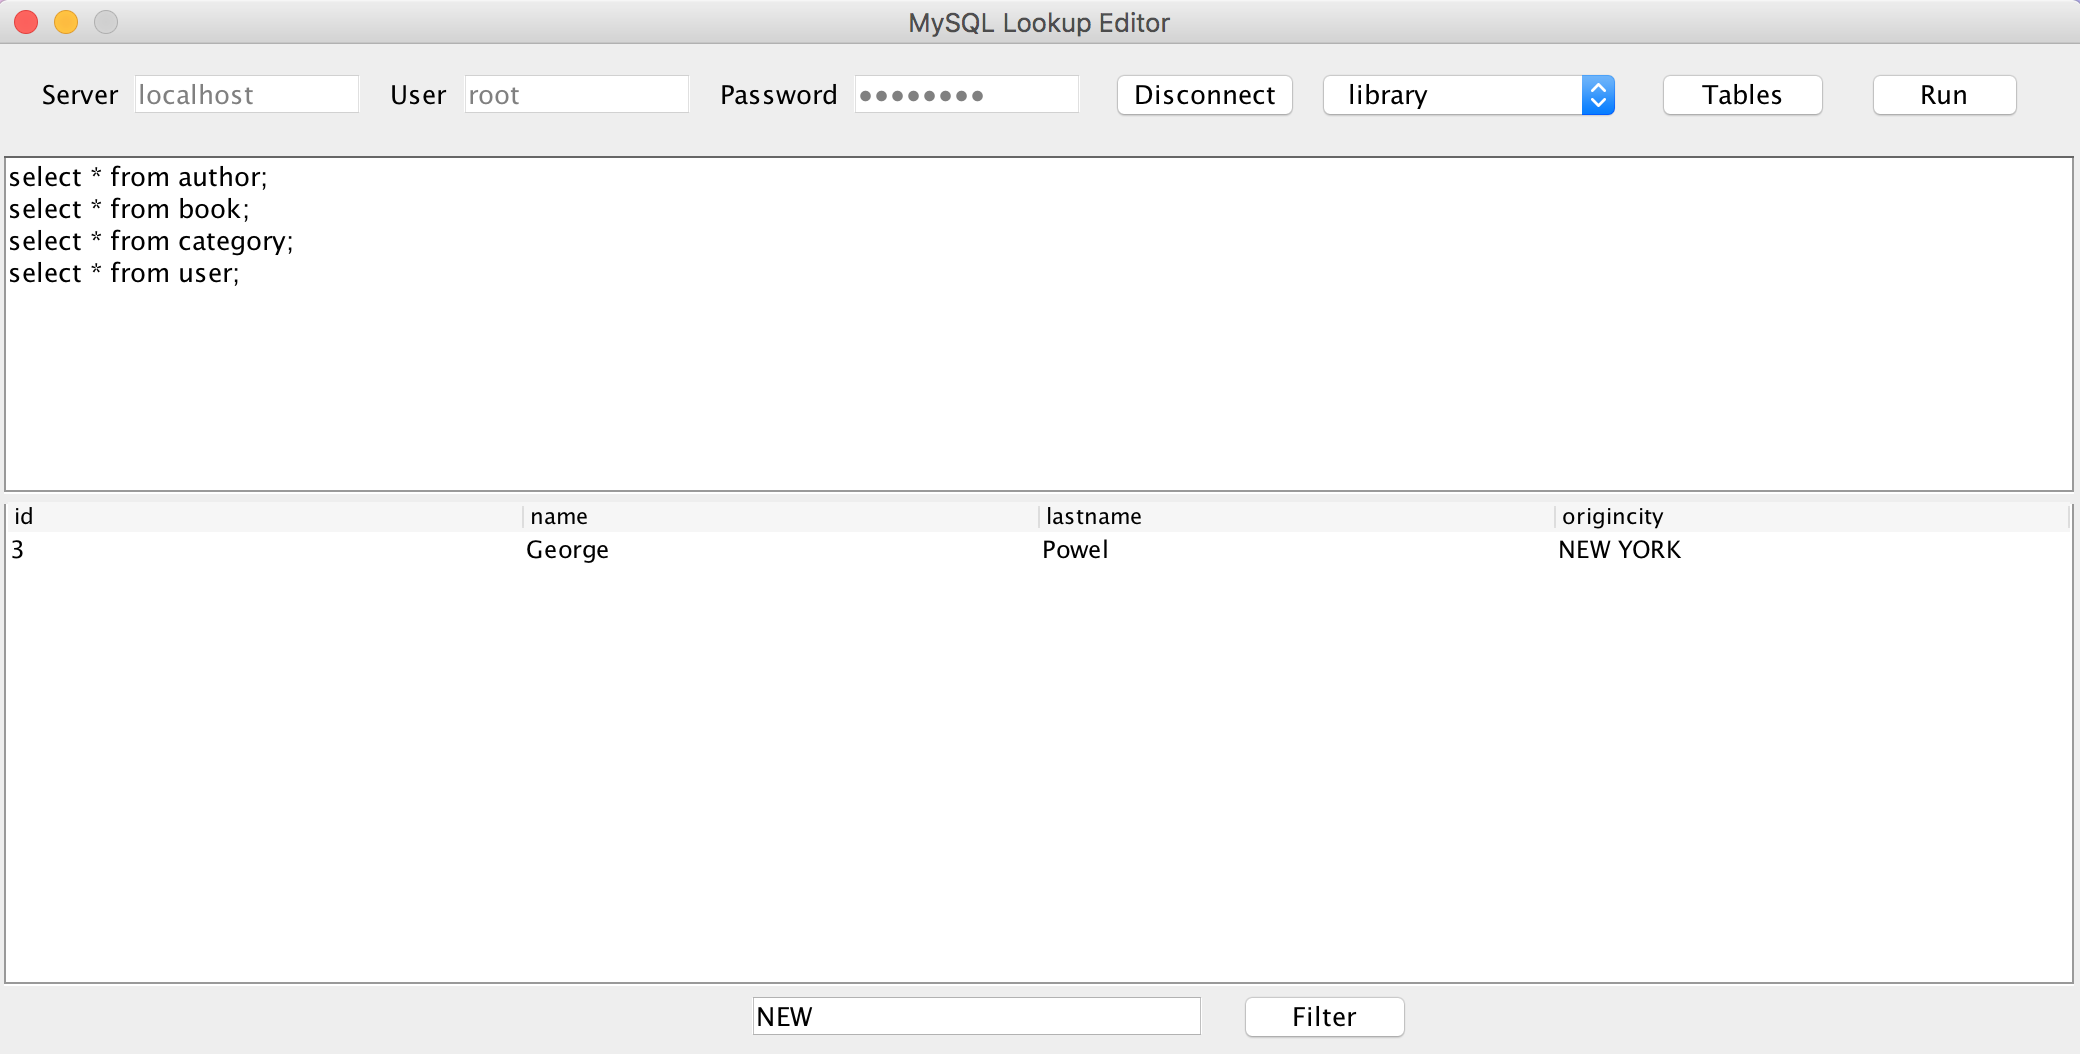 MySQL Lookup Editor
Server localhost User root Password ●●●●●●●● Disconnect library Tables Run
select * from author;
select * from book;
select * from category;
select * from user;
id name lastname origincity
3 George Powel NEW YORK
NEW Filter